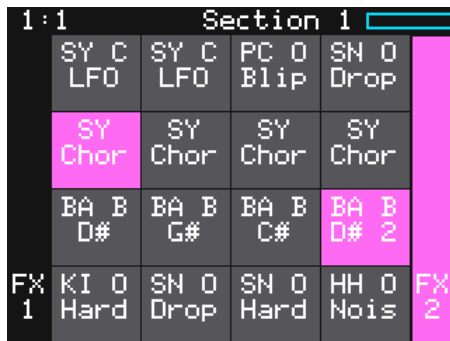 1:1 Section 1
SY C SY C PC O SN O
LFO LFO Blip Drop
SY SY SY SY
Chor Chor Chor Chor
BA B BA B BA B BA B
D# G# C# D# 2
FX KI O SN O SN O HH O FX
1 Hard Drop Hard Nois 2